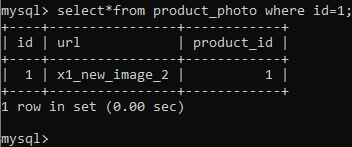 mysql> select*from product_photo where id=1;
+----+----------------+------------+
| id | url            | product_id |
+----+----------------+------------+
|  1 | x1_new_image_2 |          1 |
+----+----------------+------------+
1 row in set (0.00 sec)
mysql>